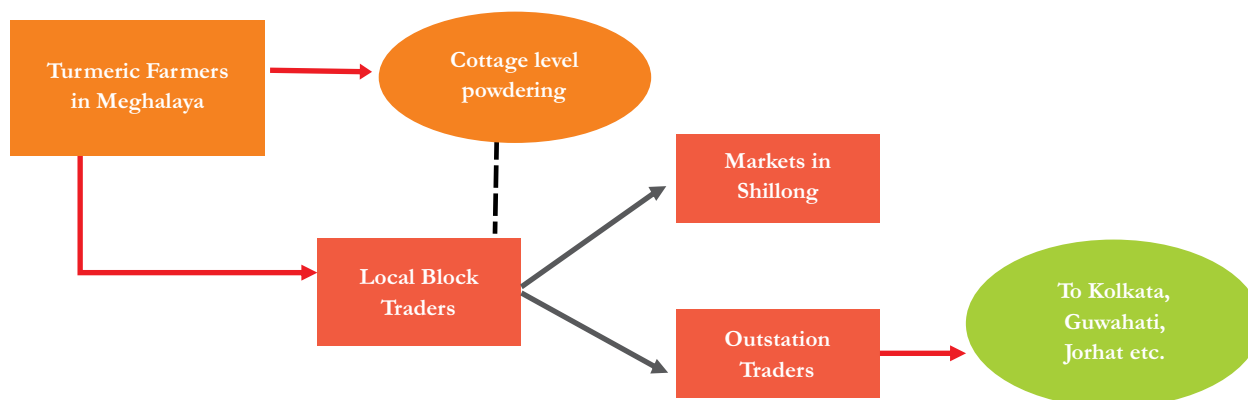 Turmeric Farmers
in Meghalaya
Cottage level
powdering
Markets in
Shillong
Local Block
Traders
Outstation
Traders
To Kolkata,
Guwahati,
Jorhat etc.